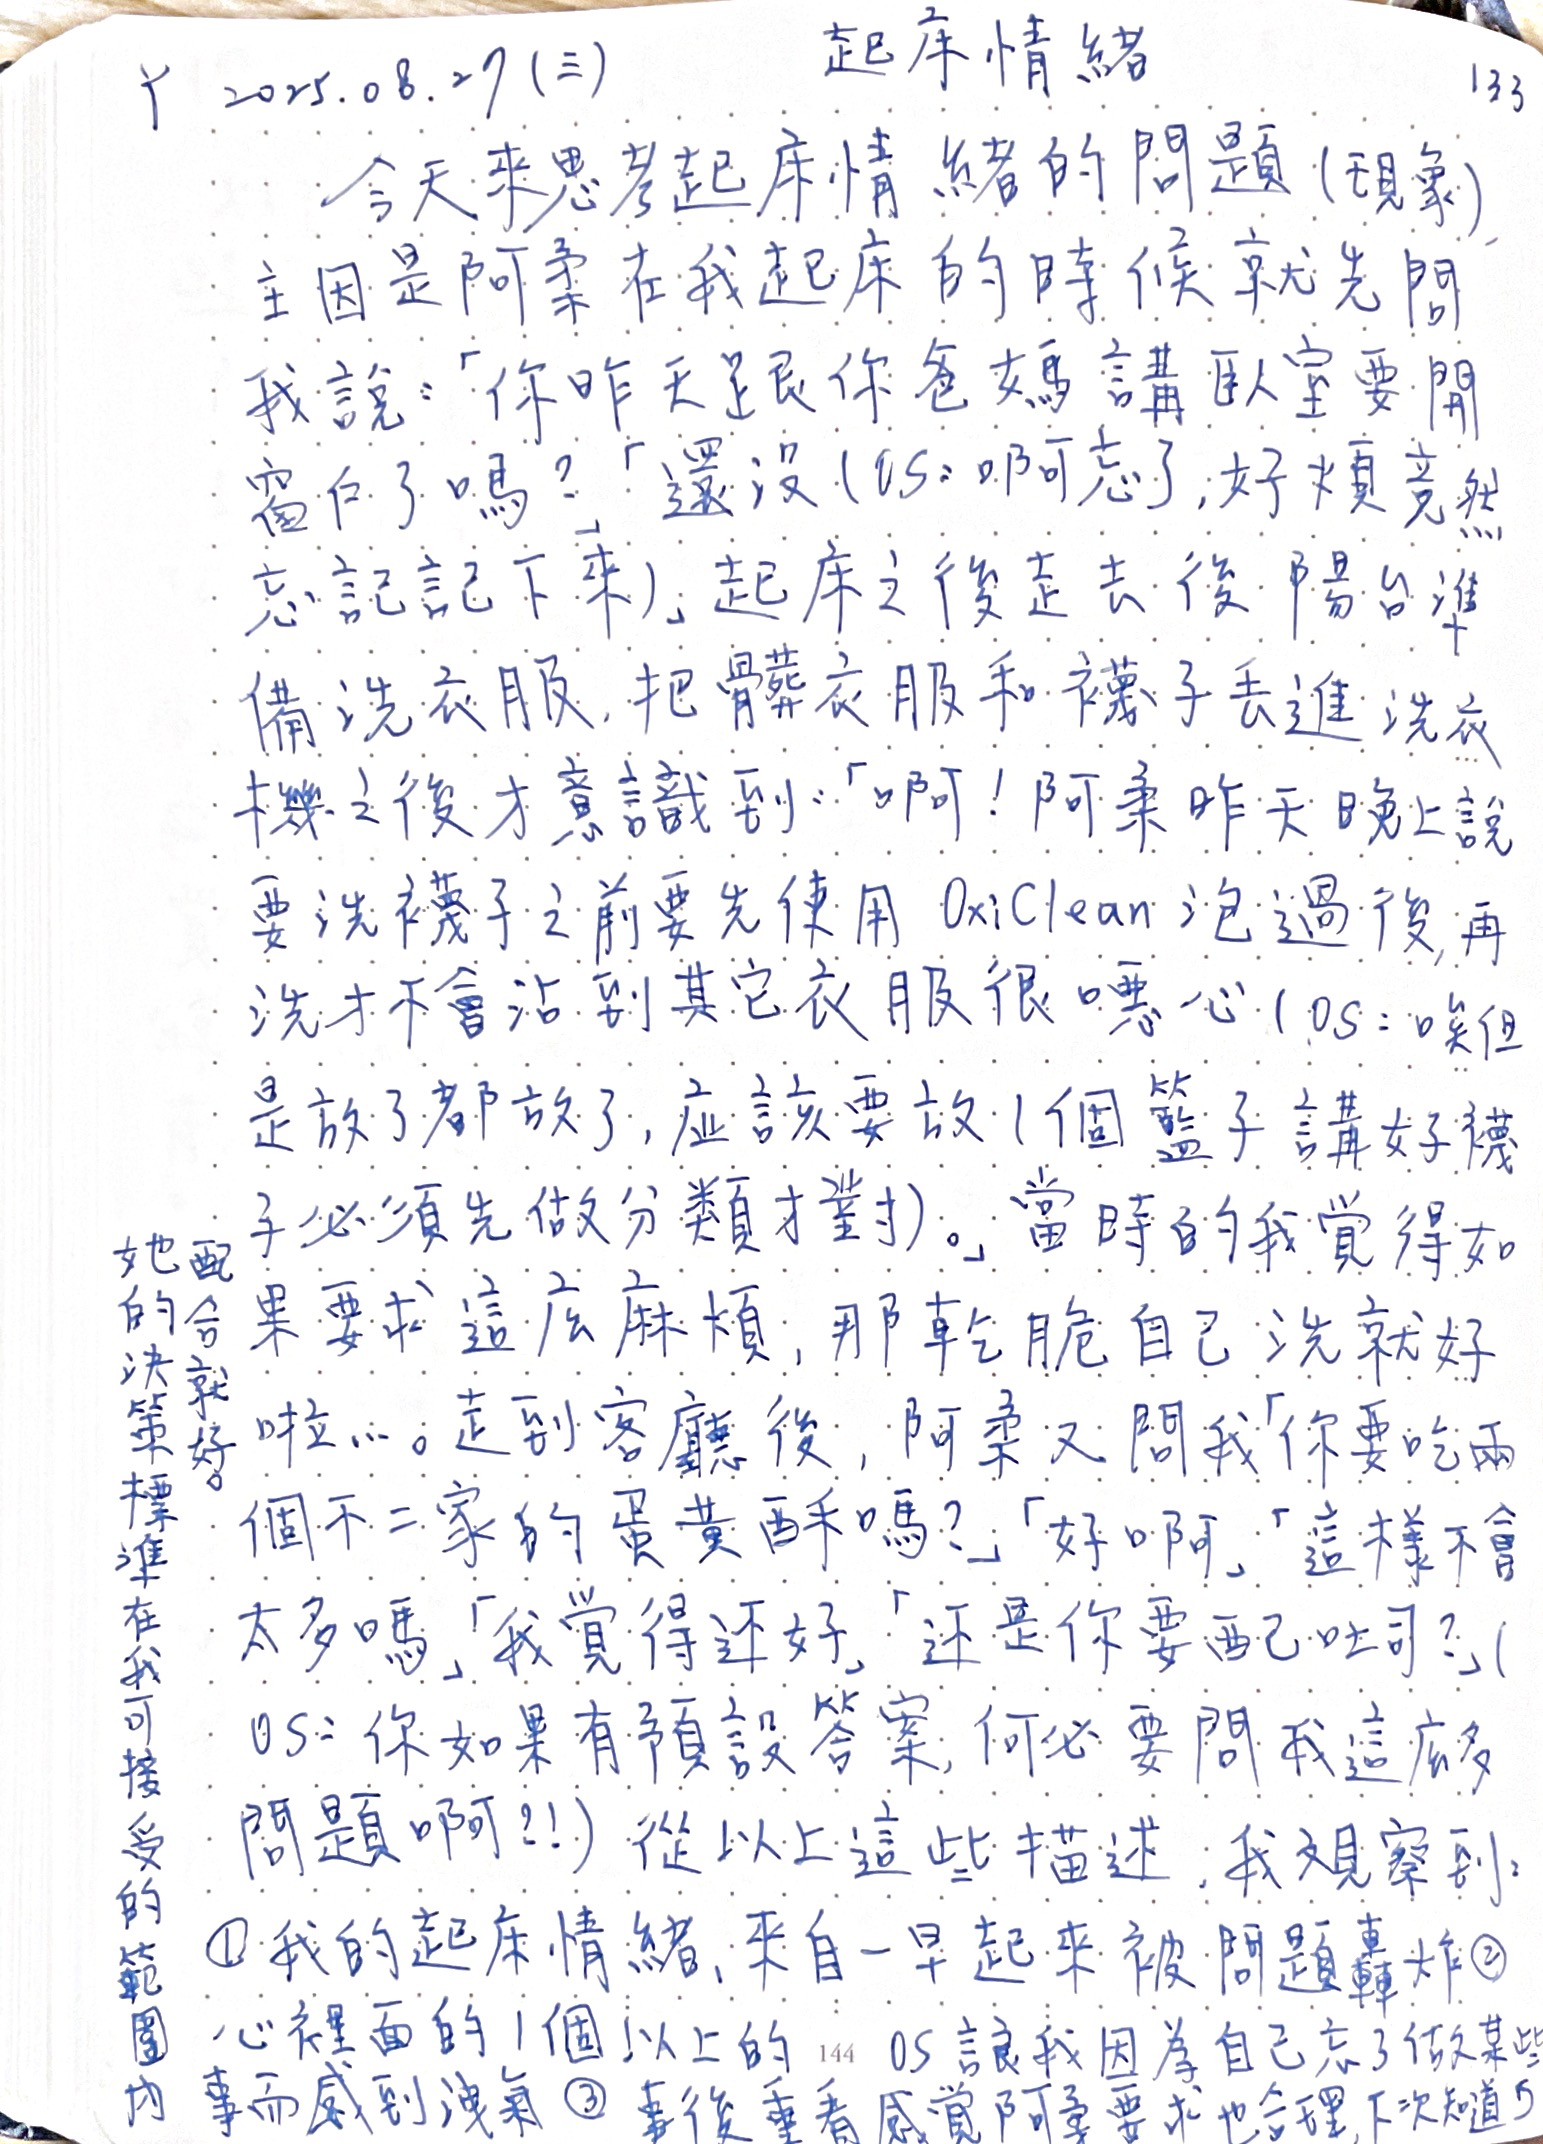 丫 2025.08.27(三) 起床情緒 133
今天來思考起床情緒的問題(現象),
主因是阿柔在我起床的時候就先問
我說:「你昨天跟你爸媽講臥室要開
窗户了嗎?」「還沒(OS:啊忘了,好煩竟然
忘記記下來)」起床之後走去後陽台準
備洗衣服,把髒衣服和襪子丟進洗衣
機之後才意識到:「啊!阿柔昨天晚上說
要洗襪子之前要先使用OxiClean泡過後,再
洗才不會沾到其它衣服很噁心(OS:唉但
是放了都放了,应該要放1個籃子講好襪
子必須先做分類才對)。」當時的我覺得如
果要求這広麻煩,那乾脆自己洗就好
啦…。走到客廳後,阿柔又問我「你要吃兩
個不二家的蛋黄酥嗎?」「好啊」「這樣不會
太多嗎」「我覺得还好」「还是你要配吐司?」(
OS:你如果有預設答案,何必要問我這広多
問題啊?!)從以上這些描述,我观察到:
①我的起床情緒,來自一早起來被問題轟炸②
心裡面的1個以上的OS讓我因為自己忘了做某些
144
事而感到洩氣③事後重看感覺阿柔要求也合理,下次知道了
配合就好。
她的決策標準在我可接受的範圍内